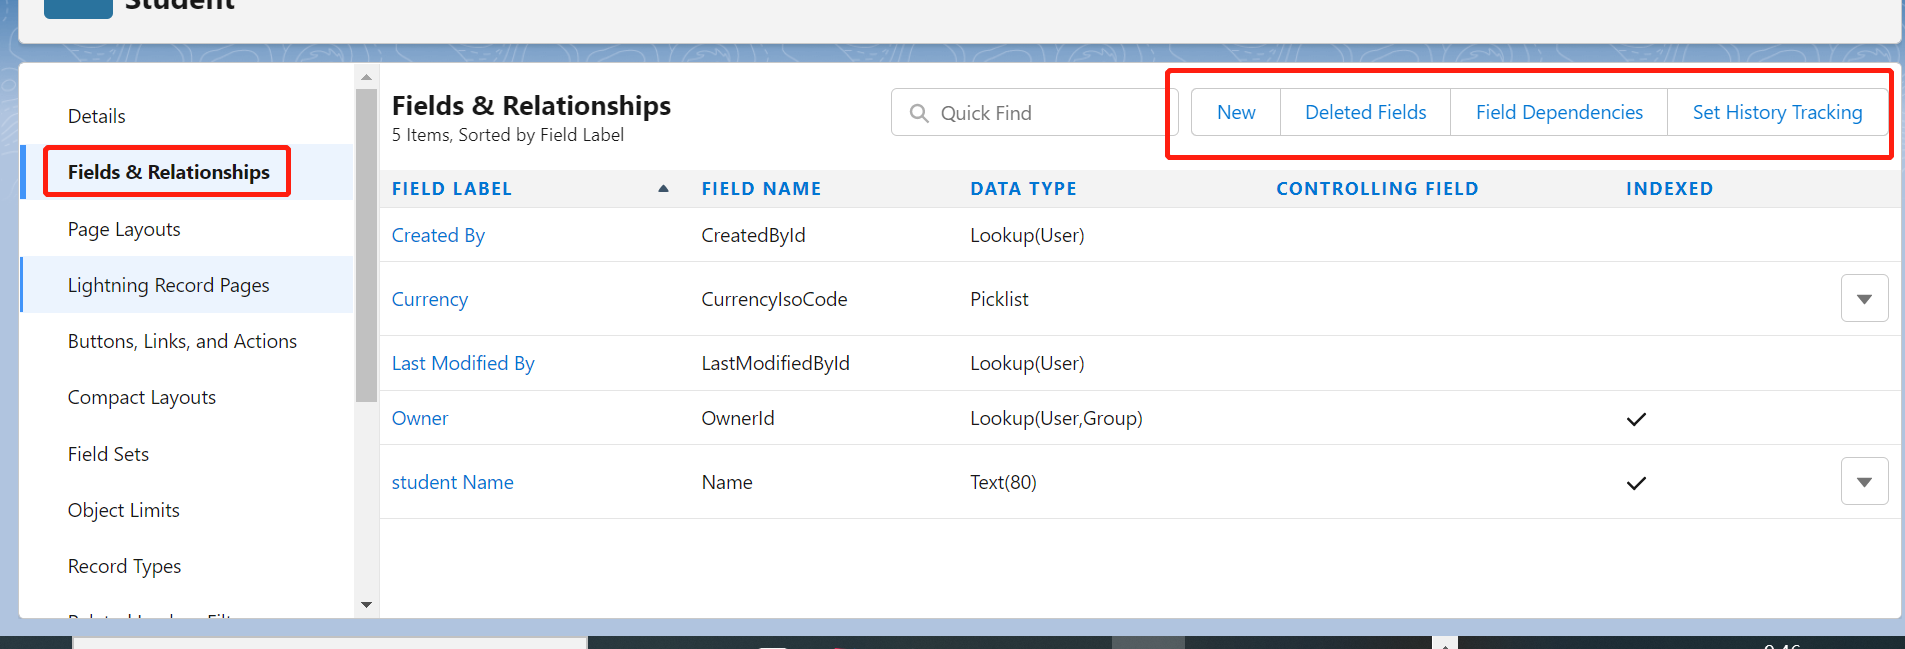 Student
Details
Fields & Relationships
Page Layouts
Lightning Record Pages
Buttons, Links, and Actions
Compact Layouts
Field Sets
Object Limits
Record Types
Fields & Relationships
5 Items, Sorted by Field Label
Quick Find
New Deleted Fields Field Dependencies Set History Tracking
FIELD LABEL FIELD NAME DATA TYPE CONTROLLING FIELD INDEXED
Created By CreatedById Lookup(User)
Currency CurrencyIsoCode Picklist
Last Modified By LastModifiedById Lookup(User)
Owner OwnerId Lookup(User,Group)
student Name Name Text(80)